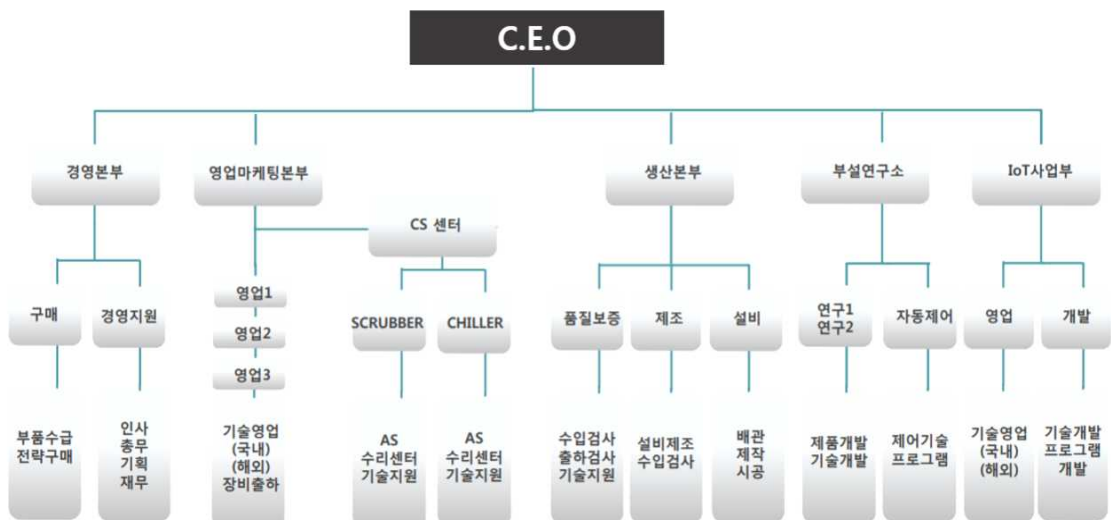 C.E.O
경영본부
영업마케팅본부
생산본부
부설연구소
IoT사업부
CS 센터
구매
경영지원
영업1
영업2
영업3
SCRUBBER
CHILLER
품질보증
제조
설비
연구1
연구2
자동제어
영업
개발
부품수급
전략구매
인사
총무
기획
재무
기술영업
(국내)
(해외)
장비출하
AS
수리센터
기술지원
AS
수리센터
기술지원
수입검사
출하검사
기술지원
설비제조
수입검사
배관
제작
시공
제품개발
기술개발
제어기술
프로그램
기술영업
(국내)
(해외)
기술개발
프로그램
개발